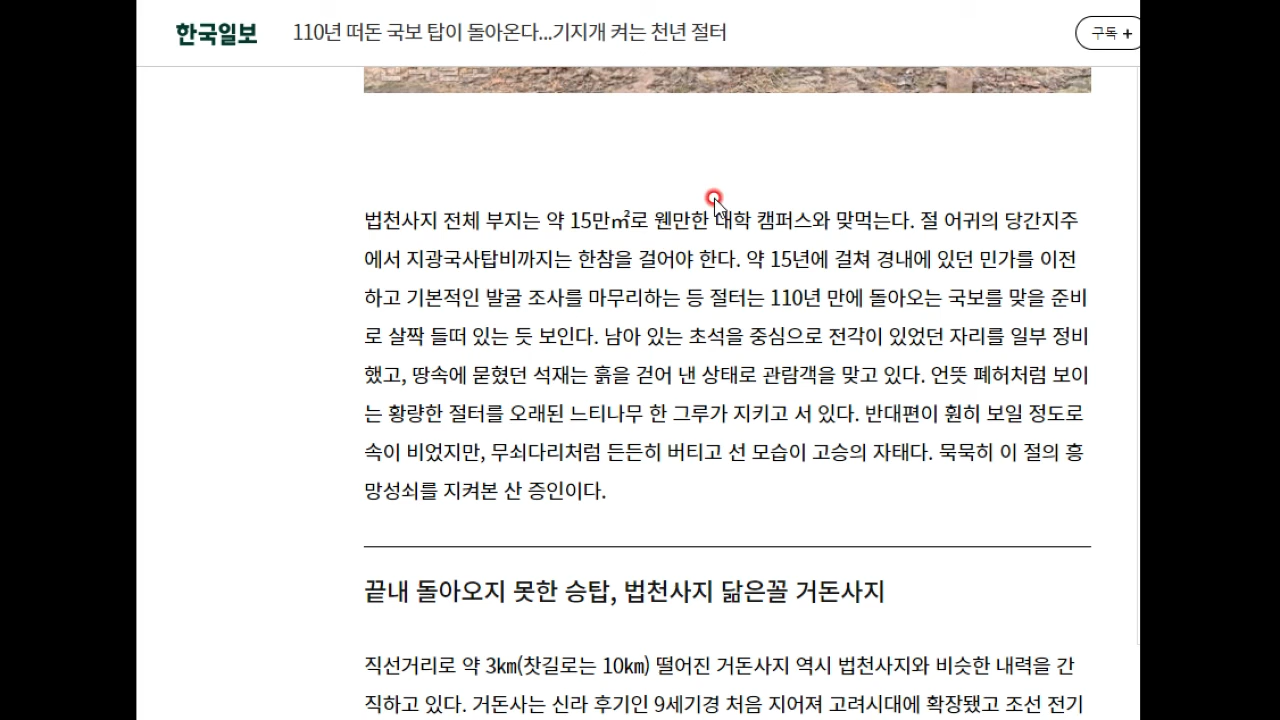 한국일보 110년 떠돈 국보 탑이 돌아온다...기지개 켜는 천년 절터 구독 +
법천사지 전체 부지는 약 15만㎡로 웬만한 대학 캠퍼스와 맞먹는다. 절 어귀의 당간지주
에서 지광국사탑비까지는 한참을 걸어야 한다. 약 15년에 걸쳐 경내에 있던 민가를 이전
하고 기본적인 발굴 조사를 마무리하는 등 절터는 110년 만에 돌아오는 국보를 맞을 준비
로 살짝 들떠 있는 듯 보인다. 남아 있는 초석을 중심으로 전각이 있었던 자리를 일부 정비
했고, 땅속에 묻혔던 석재는 흙을 걷어 낸 상태로 관람객을 맞고 있다. 언뜻 폐허처럼 보이
는 황량한 절터를 오래된 느티나무 한 그루가 지키고 서 있다. 반대편이 훤히 보일 정도로
속이 비었지만, 무쇠다리처럼 든든히 버티고 선 모습이 고승의 자태다. 묵묵히 이 절의 흥
망성쇠를 지켜본 산 증인이다.
끝내 돌아오지 못한 승탑, 법천사지 닮은꼴 거돈사지
직선거리로 약 3㎞(찻길로는 10㎞) 떨어진 거돈사지 역시 법천사지와 비슷한 내력을 간
직하고 있다. 거돈사는 신라 후기인 9세기경 처음 지어져 고려시대에 확장됐고 조선 전기